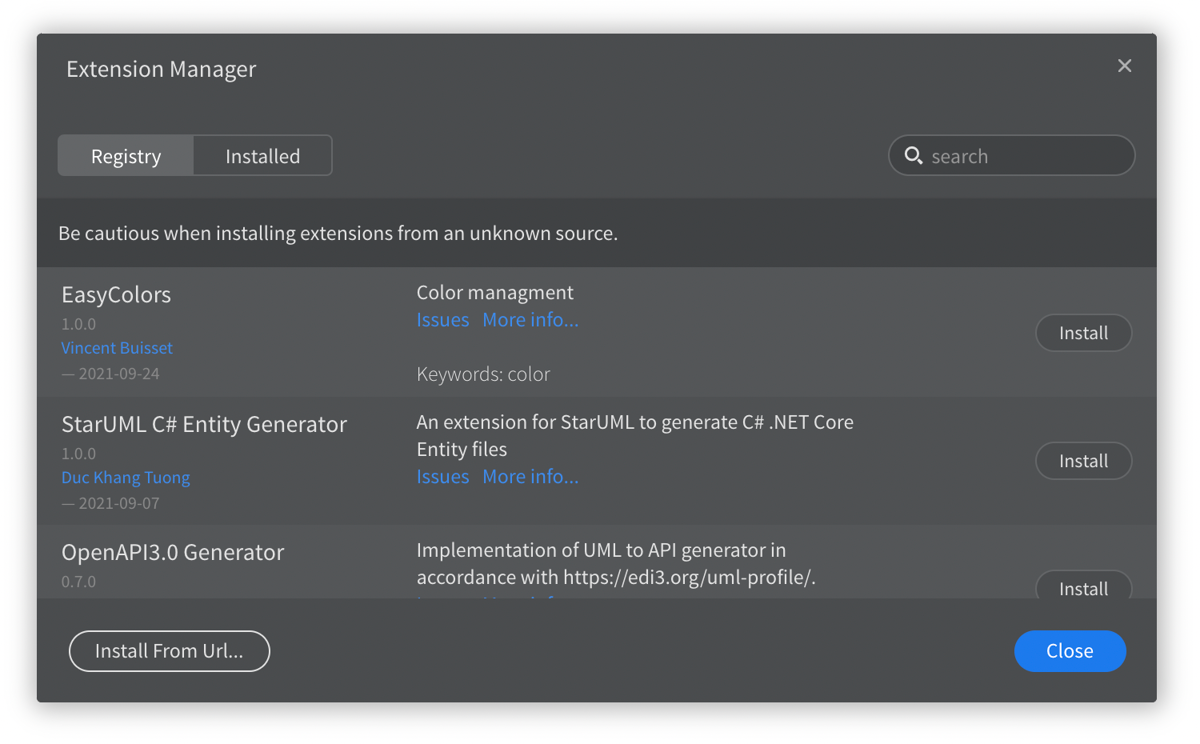 Extension Manager
Registry
Installed
search
Be cautious when installing extensions from an unknown source.
EasyColors
1.0.0
Vincent Buisset
— 2021-09-24
Color managment
Issues More info...
Keywords: color
Install
StarUML C# Entity Generator
1.0.0
Duc Khang Tuong
— 2021-09-07
An extension for StarUML to generate C# .NET Core
Entity files
Issues More info...
Install
OpenAPI3.0 Generator
0.7.0
Implementation of UML to API generator in
accordance with https://edi3.org/uml-profile/.
Install
Install From Url...
Close